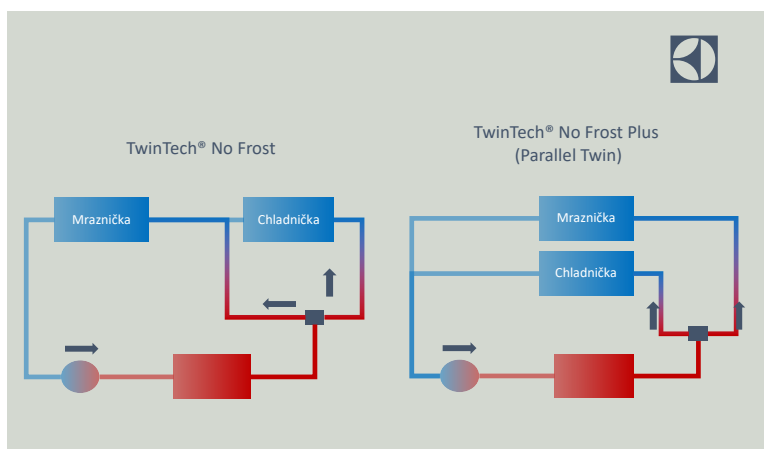 TwinTech® No Frost
TwinTech® No Frost Plus
(Parallel Twin)
Mraznička
Chladnička
Mraznička
Chladnička